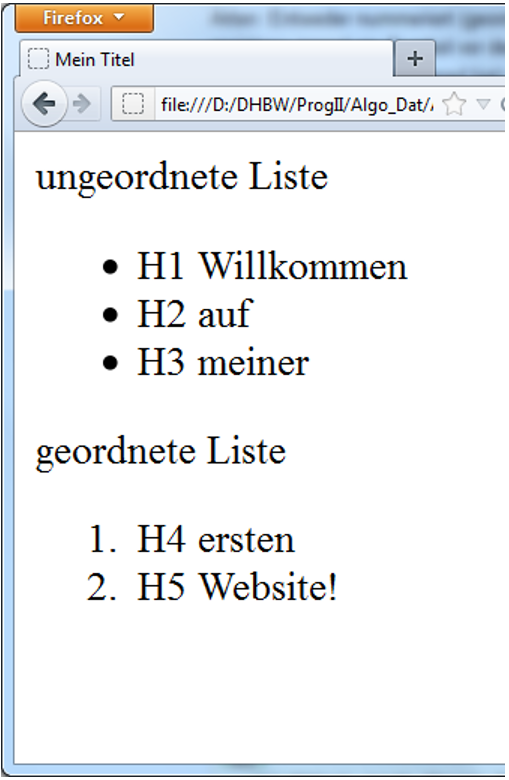 Firefox
Mein Titel
file:///D:/DHBW/ProgII/Algo_Dat/
ungeordnete Liste
• H1 Willkommen
• H2 auf
• H3 meiner
geordnete Liste
1. H4 ersten
2. H5 Website!